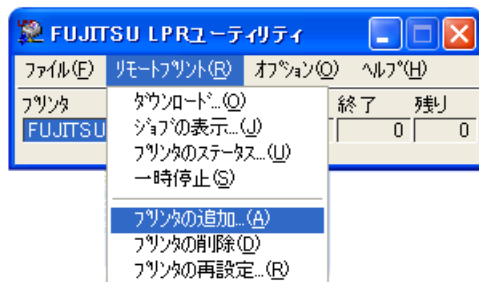 FUJITSU LPRユーティリティ
ファイル(F) リモートプリント(R) オプション(O) ヘルプ(H)
プリンタ 終了 残り
FUJITSU 0 0
ダウンロード...(O)
ジョブの表示...(J)
プリンタのステータス...(U)
一時停止(S)
プリンタの追加...(A)
プリンタの削除(D)
プリンタの再設定...(R)